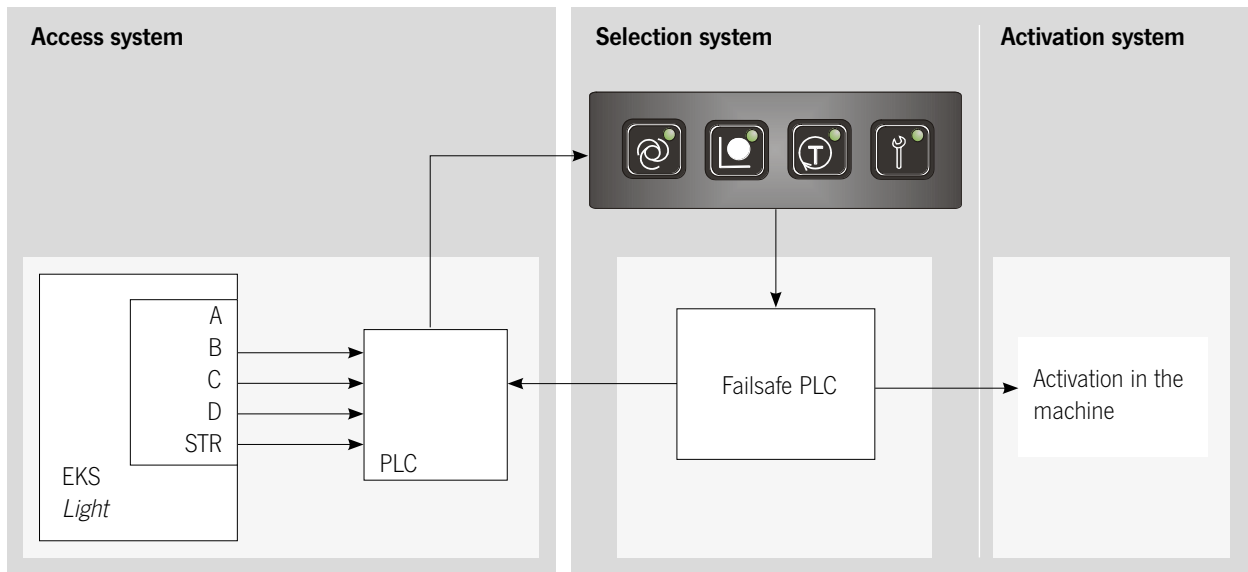 Access system
Selection system
Activation system
T
A
B
C
D
STR
EKS
Light
PLC
Failsafe PLC
Activation in the
machine